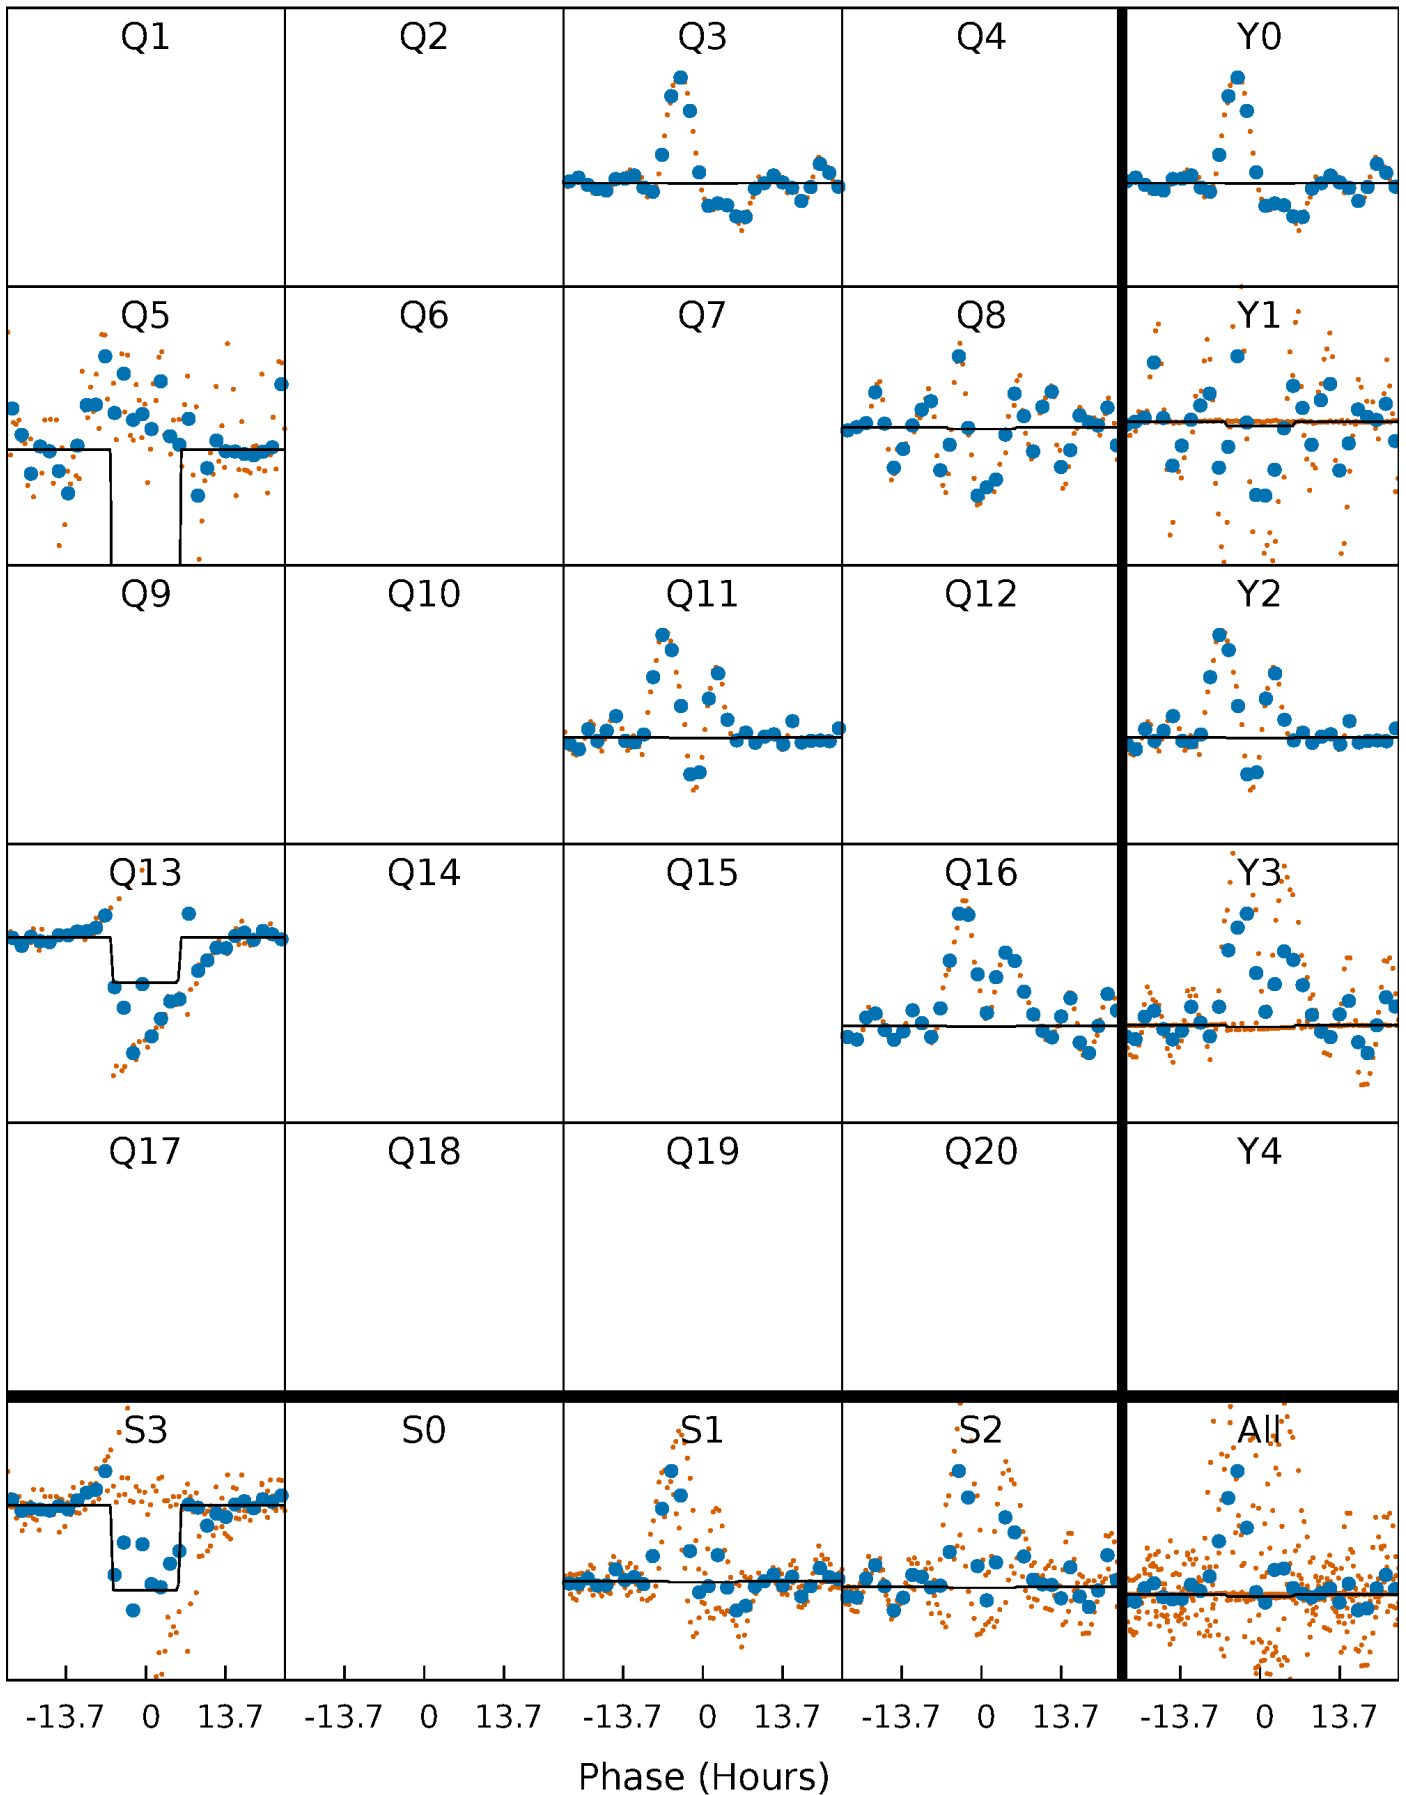 Q1 Q2 Q3 Q4 Y0
Q5 Q6 Q7 Q8 Y1
Q9 Q10 Q11 Q12 Y2
Q13 Q14 Q15 Q16 Y3
Q17 Q18 Q19 Q20 Y4
S3 S0 S1 S2 All
-13.7 0 13.7 -13.7 0 13.7 -13.7 0 13.7 -13.7 0 13.7 -13.7 0 13.7
Phase (Hours)